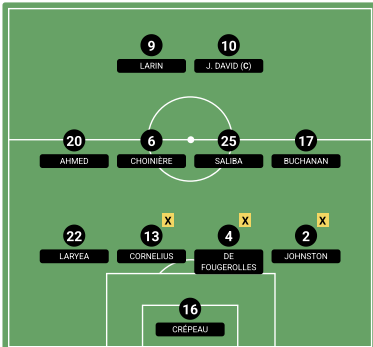 9 10
LARIN J. DAVID (C)
20 6 25 17
AHMED CHOINIÈRE SALIBA BUCHANAN
X X X
22 13 4 2
LARYEA CORNELIUS DE FOUGEROLLES JOHNSTON
16
CRÉPEAU